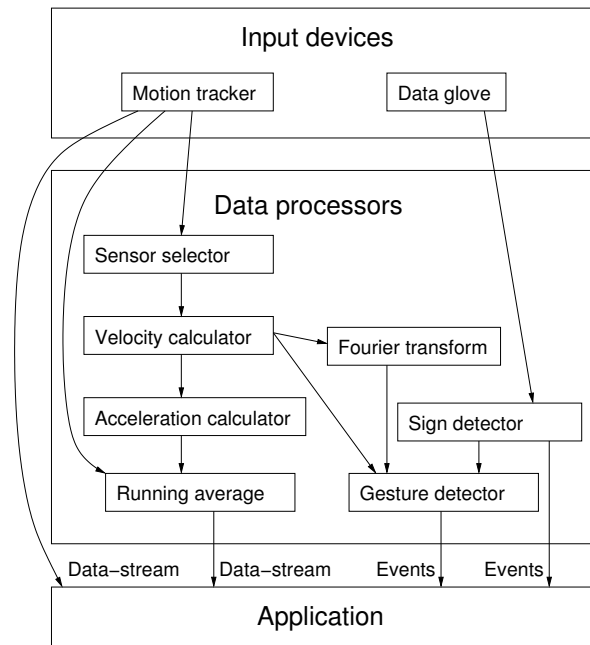 Input devices
Motion tracker
Data glove
Data processors
Sensor selector
Velocity calculator
Fourier transform
Acceleration calculator
Sign detector
Running average
Gesture detector
Data−stream
Data−stream
Events
Events
Application